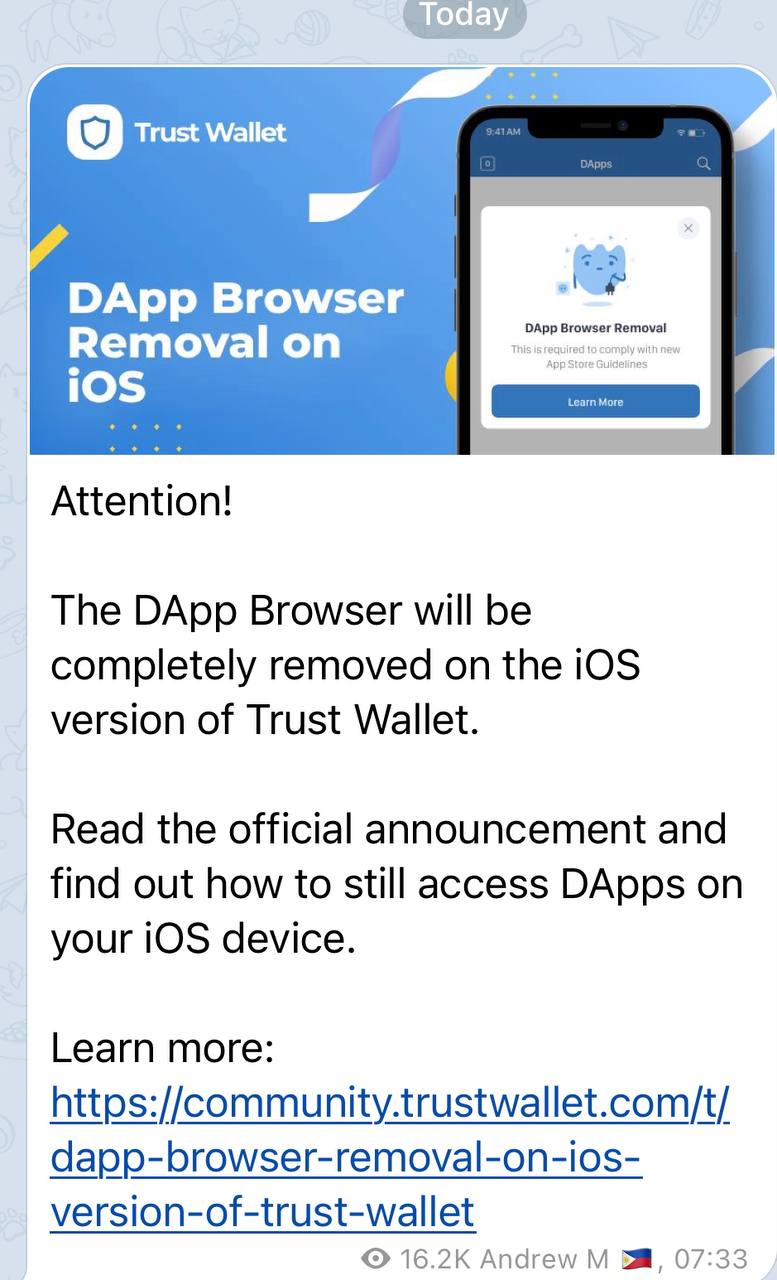 Today
Trust Wallet
DApp Browser
Removal on
iOS
9:41 AM
0
DApps
DApp Browser Removal
This is required to comply with new
App Store Guidelines
Learn More
Attention!
The DApp Browser will be
completely removed on the iOS
version of Trust Wallet.
Read the official announcement and
find out how to still access DApps on
your iOS device.
Learn more:
https://community.trustwallet.com/t/
dapp-browser-removal-on-ios-
version-of-trust-wallet
16.2K Andrew M 🇵🇭, 07:33